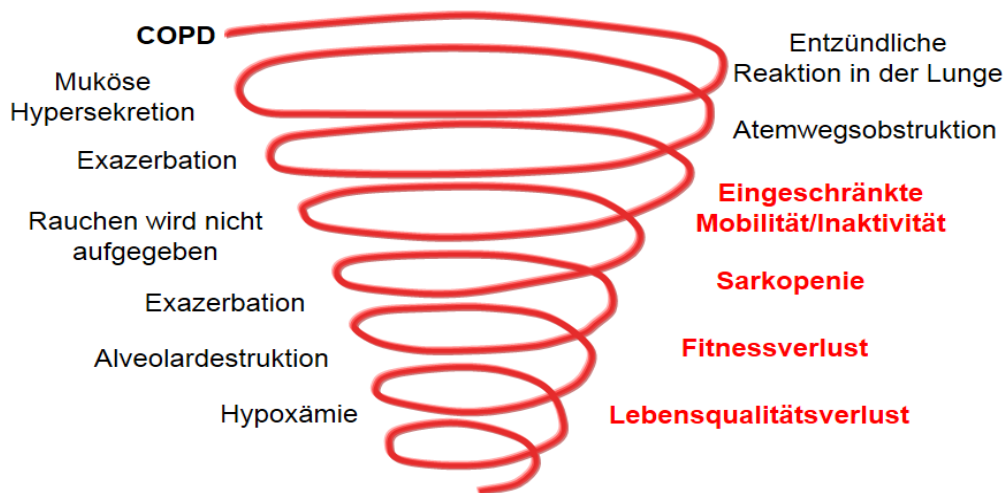 COPD
Entzündliche
Reaktion in der Lunge
Muköse
Hypersekretion
Atemwegsobstruktion
Exazerbation
Eingeschränkte
Mobilität/Inaktivität
Rauchen wird nicht
aufgegeben
Sarkopenie
Exazerbation
Fitnessverlust
Alveolardestruktion
Hypoxämie
Lebensqualitätsverlust